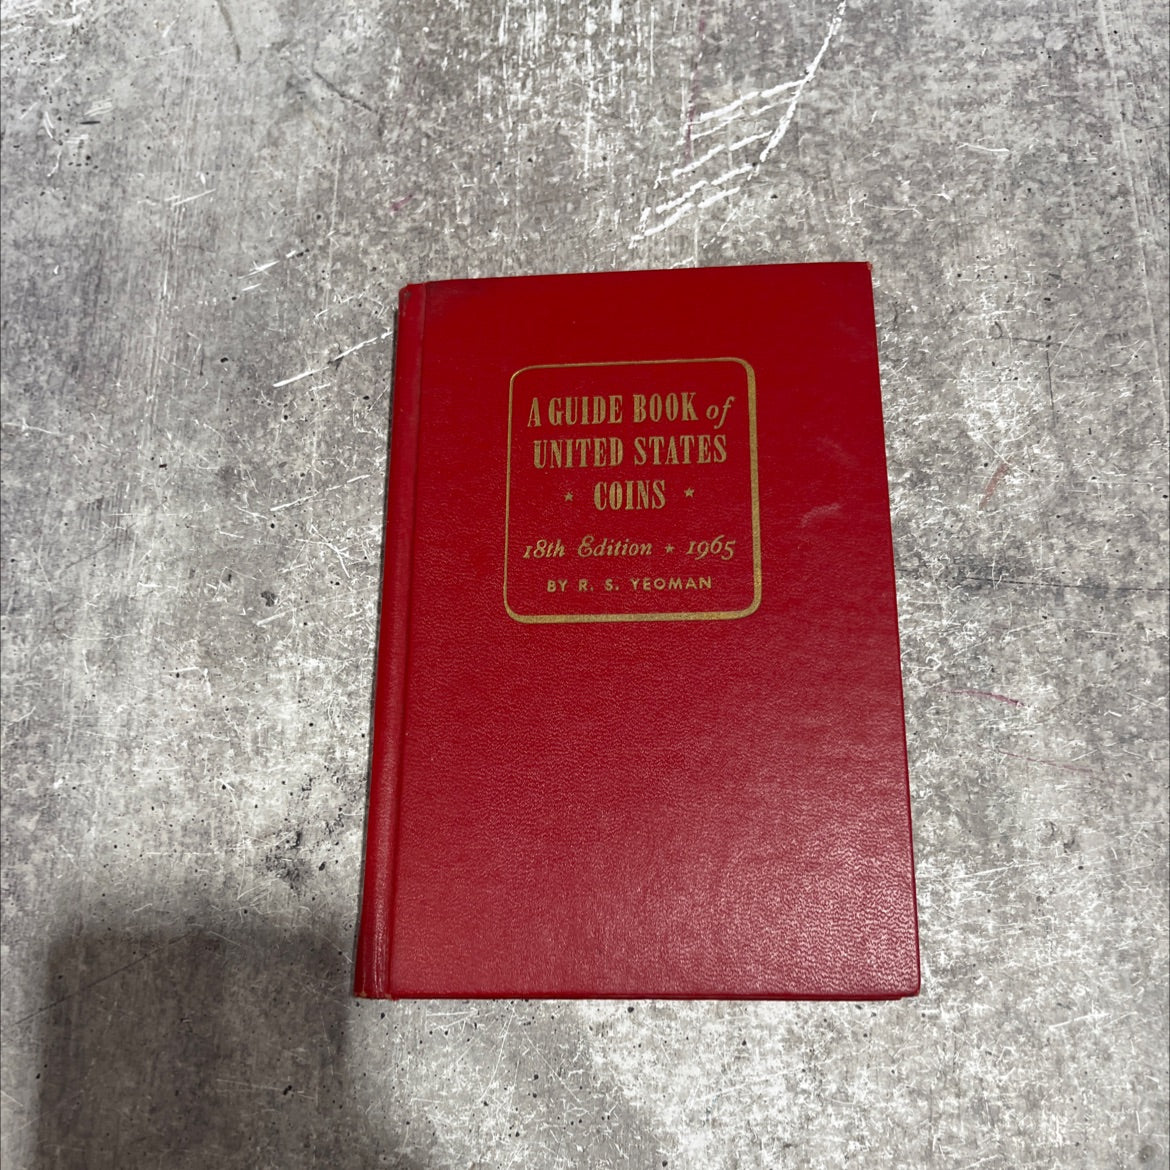 A GUIDE BOOK of
UNITED STATES
★ COINS ★
18th Edition ★ 1965
BY R. S. YEOMAN